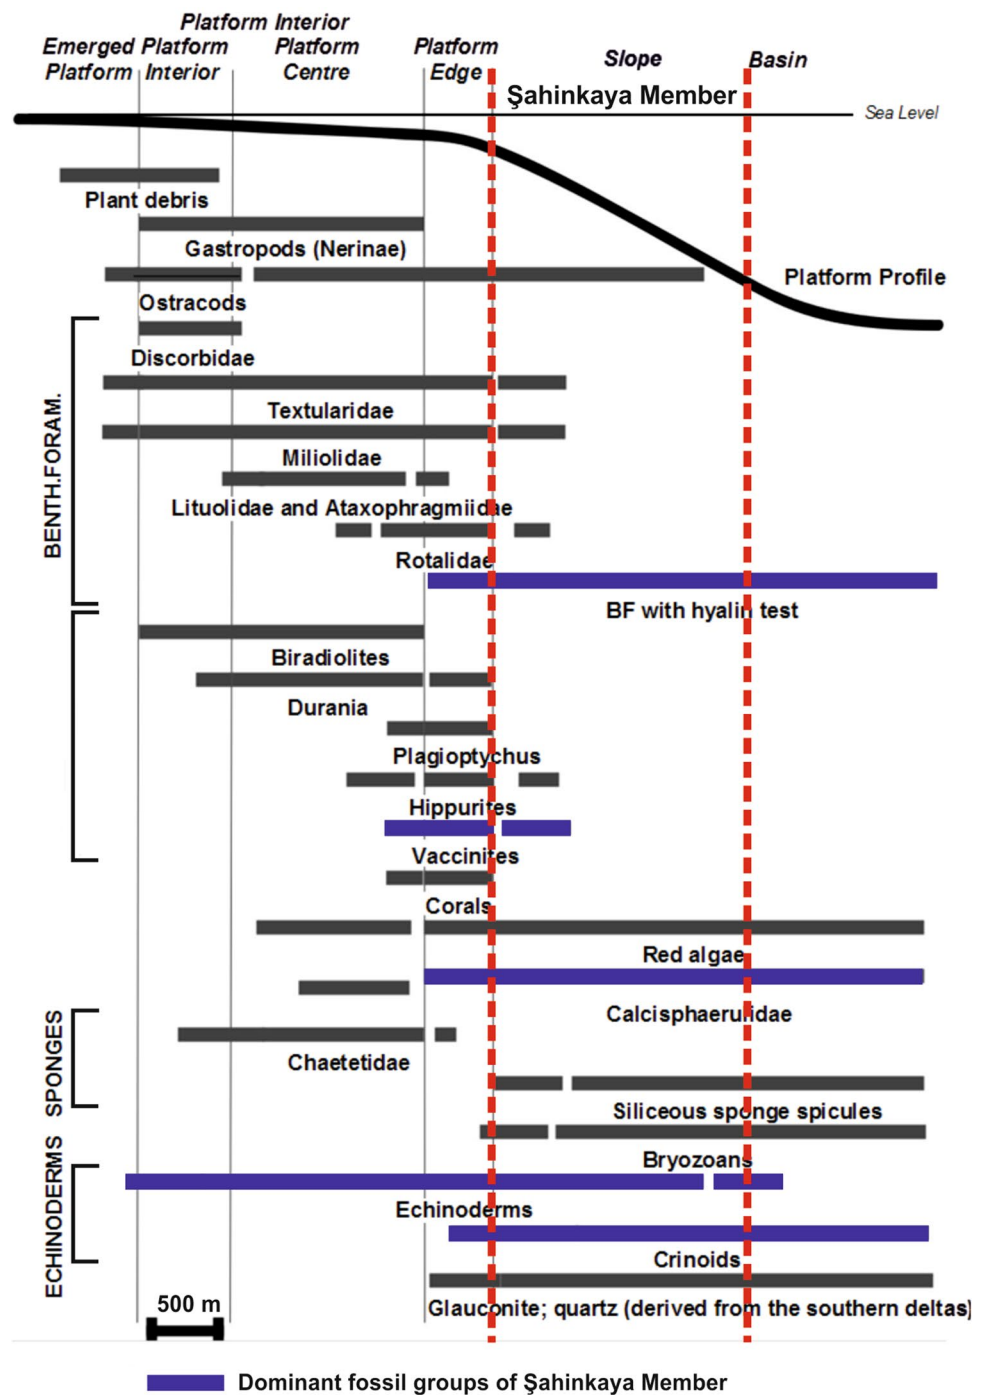 Platform Interior
Emerged Platform
Platform Interior
Platform Centre
Platform Edge
Slope
Basin
Şahinkaya Member
Sea Level
Plant debris
Gastropods (Nerinae)
Platform Profile
Ostracods
Discorbidae
BENTH.FORAM.
Textularidae
Miliolidae
Lituolidae and Ataxophragmiidae
Rotalidae
BF with hyalin test
Biradiolites
Durania
Plagioptychus
Hippurites
Vaccinites
Corals
Red algae
Calcisphaerulidae
SPONGES
Chaetetidae
Siliceous sponge spicules
Bryozoans
ECHINODERMS
Echinoderms
Crinoids
500 m
Glauconite; quartz (derived from the southern deltas)
Dominant fossil groups of Şahinkaya Member